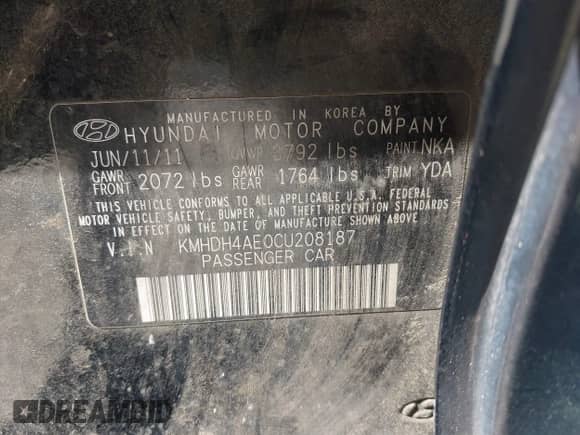 MANUFACTURED IN KOREA BY
HYUNDAI MOTOR COMPANY
JUN/11/11 GVWR 3792 lbs PAINT NKA
GAWR FRONT 2072 lbs GAWR REAR 1764 lbs TRIM YDA
THIS VEHICLE CONFORMS TO ALL APPLICABLE U.S.A. FEDERAL
MOTOR VEHICLE SAFETY, BUMPER, AND THEFT PREVENTION STANDARDS
IN EFFECT ON THE DATE OF MANUFACTURE SHOWN ABOVE.
V.I.N KMHDH4AE0CU208187
PASSENGER CAR
DREAMBID